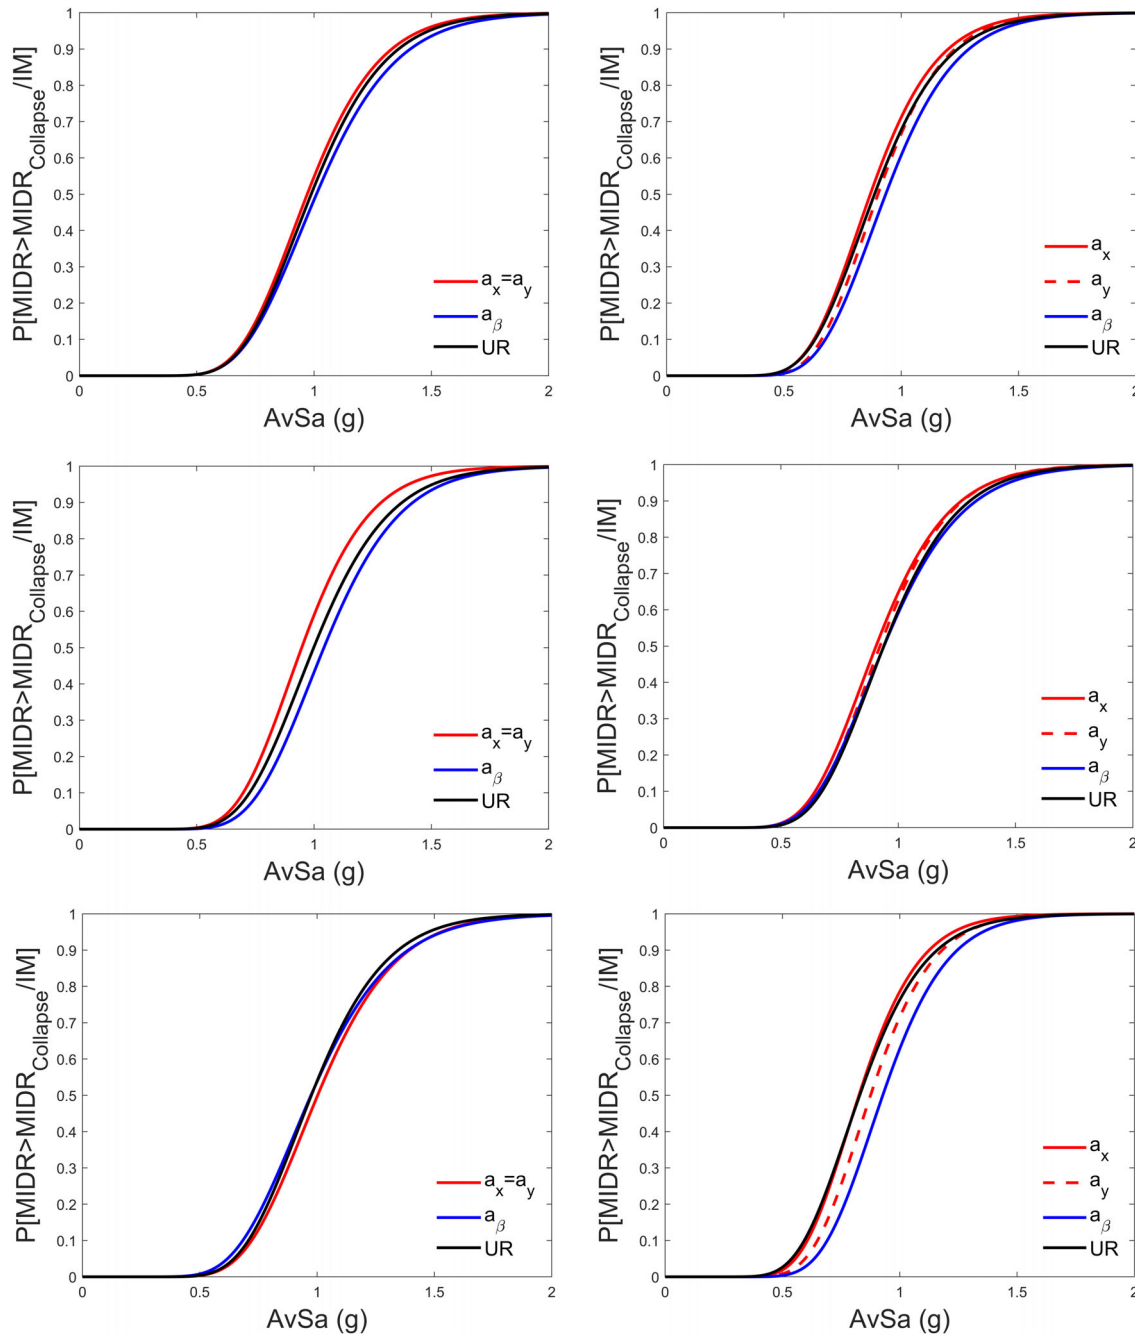 1
0.9
0.8
0.7
0.6
0.5
0.4
0.3
0.2
0.1
0
P[MIDR>MIDR_Collapse/IM]
a_x=a_y
a_β
UR
0 0.5 1 1.5 2
AvSa (g)
1
0.9
0.8
0.7
0.6
0.5
0.4
0.3
0.2
0.1
0
P[MIDR>MIDR_Collapse/IM]
a_x
a_y
a_β
UR
0 0.5 1 1.5 2
AvSa (g)
1
0.9
0.8
0.7
0.6
0.5
0.4
0.3
0.2
0.1
0
P[MIDR>MIDR_Collapse/IM]
a_x=a_y
a_β
UR
0 0.5 1 1.5 2
AvSa (g)
1
0.9
0.8
0.7
0.6
0.5
0.4
0.3
0.2
0.1
0
P[MIDR>MIDR_Collapse/IM]
a_x
a_y
a_β
UR
0 0.5 1 1.5 2
AvSa (g)
1
0.9
0.8
0.7
0.6
0.5
0.4
0.3
0.2
0.1
0
P[MIDR>MIDR_Collapse/IM]
a_x=a_y
a_β
UR
0 0.5 1 1.5 2
AvSa (g)
1
0.9
0.8
0.7
0.6
0.5
0.4
0.3
0.2
0.1
0
P[MIDR>MIDR_Collapse/IM]
a_x
a_y
a_β
UR
0 0.5 1 1.5 2
AvSa (g)